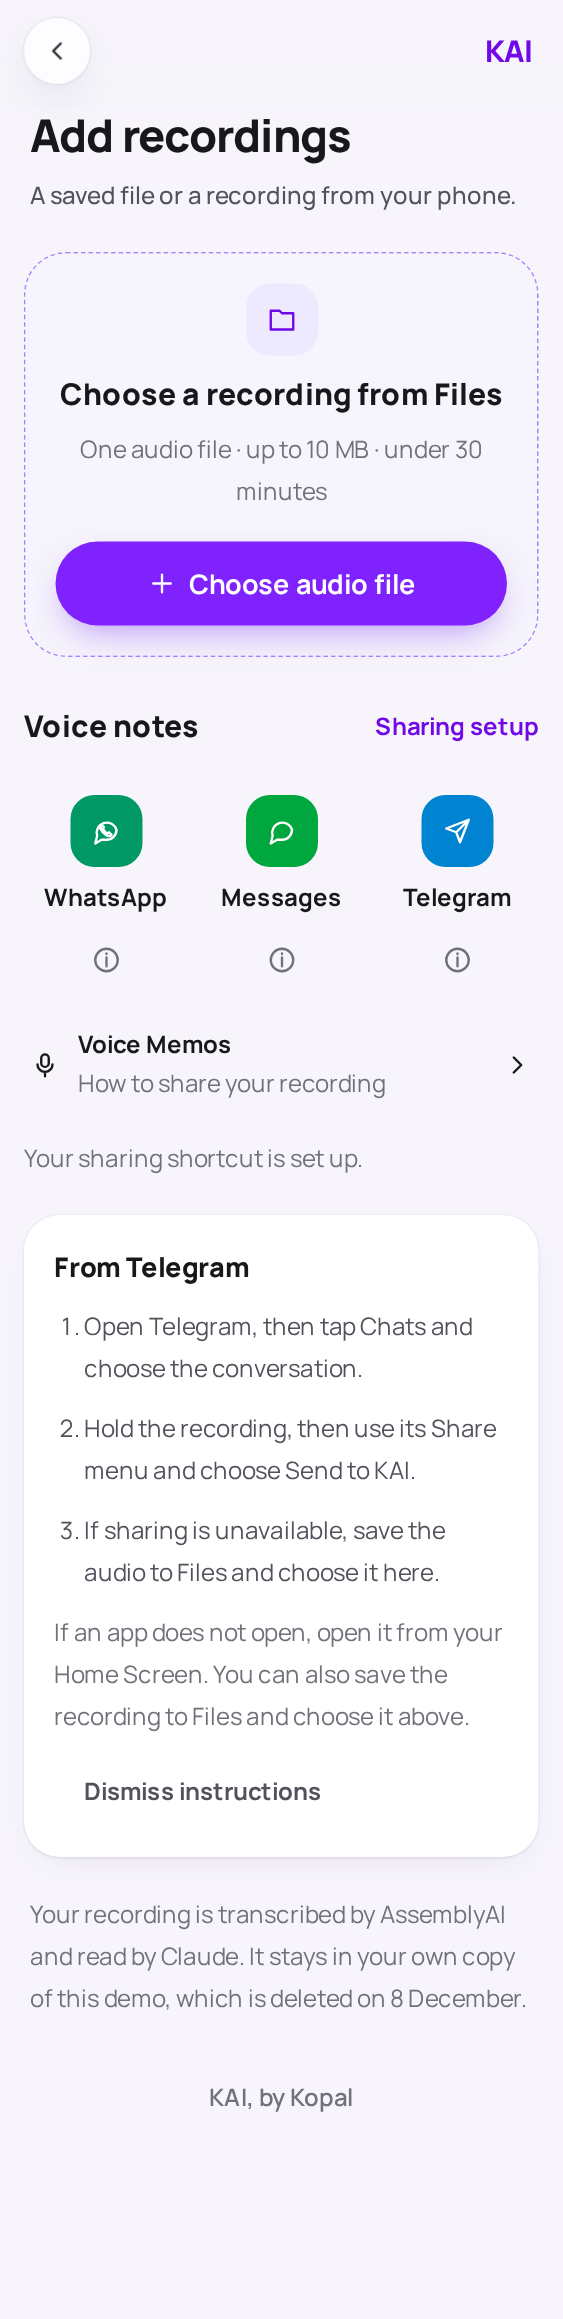 KAI
Add recordings
A saved file or a recording from your phone.
Choose a recording from Files
One audio file · up to 10 MB · under 30
minutes
Choose audio file
Voice notes
Sharing setup
WhatsApp
Messages
Telegram
Voice Memos
How to share your recording
Your sharing shortcut is set up.
From Telegram
1. Open Telegram, then tap Chats and
choose the conversation.
2. Hold the recording, then use its Share
menu and choose Send to KAI.
3. If sharing is unavailable, save the
audio to Files and choose it here.
If an app does not open, open it from your
Home Screen. You can also save the
recording to Files and choose it above.
Dismiss instructions
Your recording is transcribed by AssemblyAI
and read by Claude. It stays in your own copy
of this demo, which is deleted on 8 December.
KAI, by Kopal